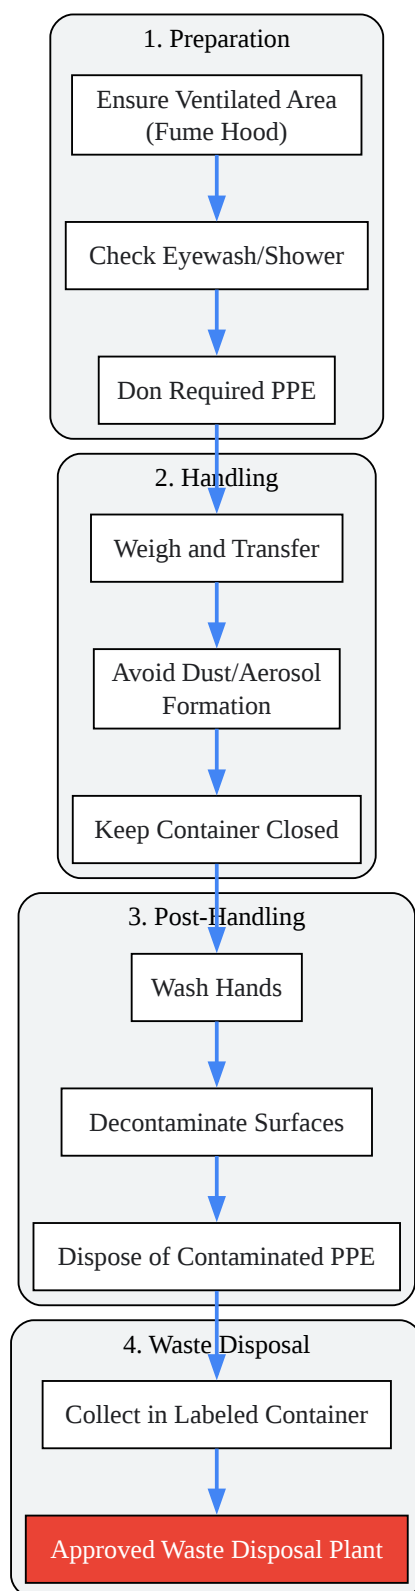 1. Preparation
Ensure Ventilated Area
(Fume Hood)
Check Eyewash/Shower
Don Required PPE
2. Handling
Weigh and Transfer
Avoid Dust/Aerosol
Formation
Keep Container Closed
3. Post-Handling
Wash Hands
Decontaminate Surfaces
Dispose of Contaminated PPE
4. Waste Disposal
Collect in Labeled Container
Approved Waste Disposal Plant